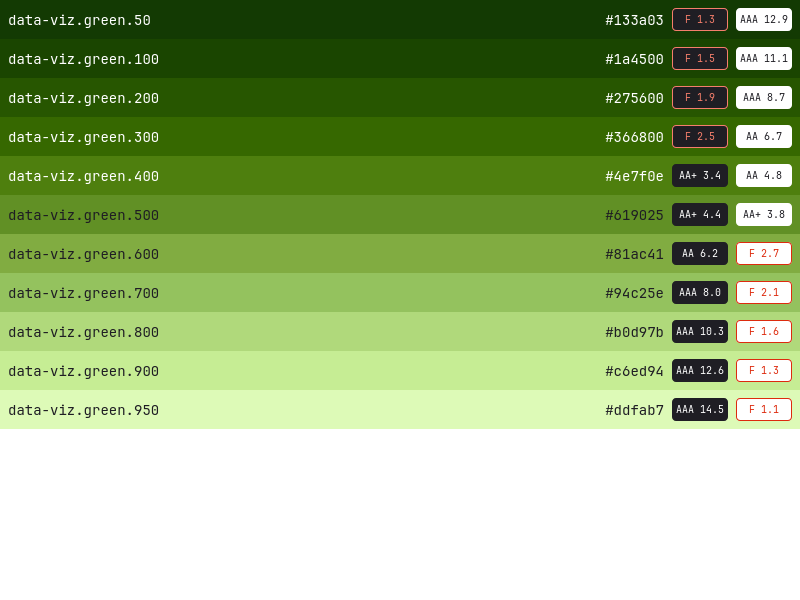 data-viz.green.50 #133a03 F 1.3 AAA 12.9
data-viz.green.100 #1a4500 F 1.5 AAA 11.1
data-viz.green.200 #275600 F 1.9 AAA 8.7
data-viz.green.300 #366800 F 2.5 AA 6.7
data-viz.green.400 #4e7f0e AA+ 3.4 AA 4.8
data-viz.green.500 #619025 AA+ 4.4 AA+ 3.8
data-viz.green.600 #81ac41 AA 6.2 F 2.7
data-viz.green.700 #94c25e AAA 8.0 F 2.1
data-viz.green.800 #b0d97b AAA 10.3 F 1.6
data-viz.green.900 #c6ed94 AAA 12.6 F 1.3
data-viz.green.950 #ddfab7 AAA 14.5 F 1.1